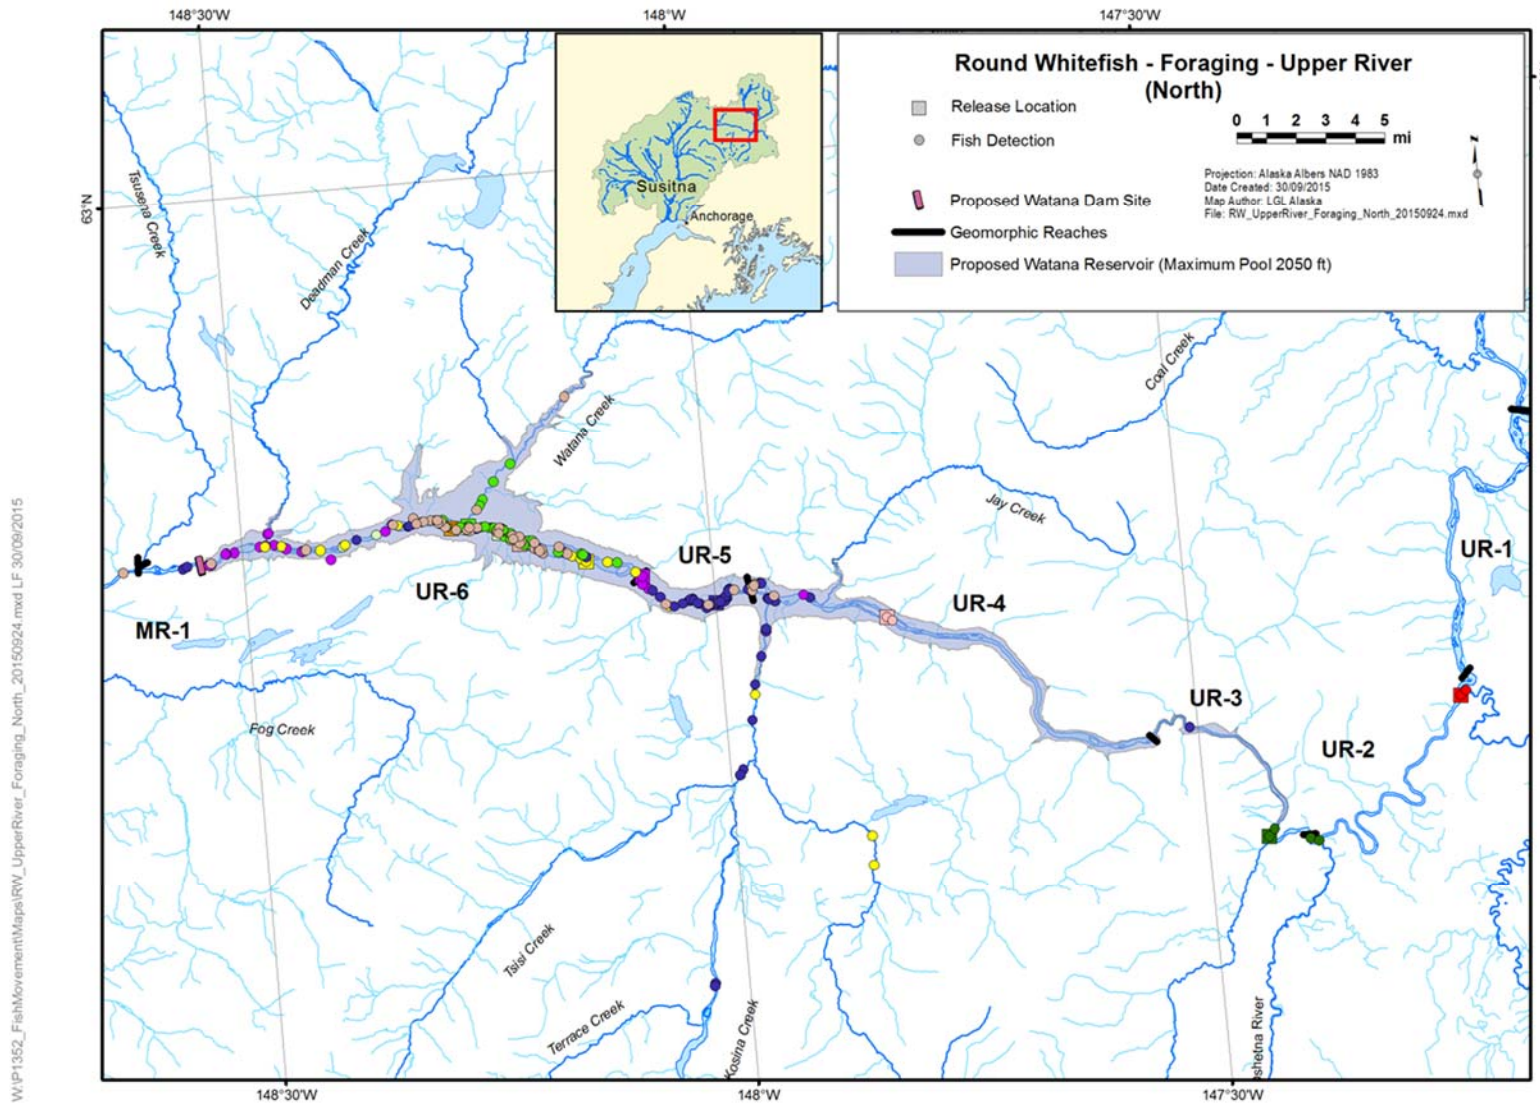 148°30'W 148°W 147°30'W
Round Whitefish - Foraging - Upper River
(North)
Release Location
Fish Detection
0 1 2 3 4 5
mi
N
Projection: Alaska Albers NAD 1983
Date Created: 30/09/2015
Map Author: LGL Alaska
File: RW_UpperRiver_Foraging_North_20150924.mxd
Proposed Watana Dam Site
Geomorphic Reaches
Proposed Watana Reservoir (Maximum Pool 2050 ft)
Susitna
Anchorage
63°N
Tsusena Creek
Deadman Creek
Watana Creek
Coal Creek
Jay Creek
UR-1
UR-5
UR-6
UR-4
MR-1
UR-3
Fog Creek
UR-2
Tsisi Creek
Terrace Creek
Kosina Creek
oshetna River
148°30'W 148°W 147°30'W
W:\P1352_FishMovement\Maps\RW_UpperRiver_Foraging_North_20150924.mxd LF 30/09/2015